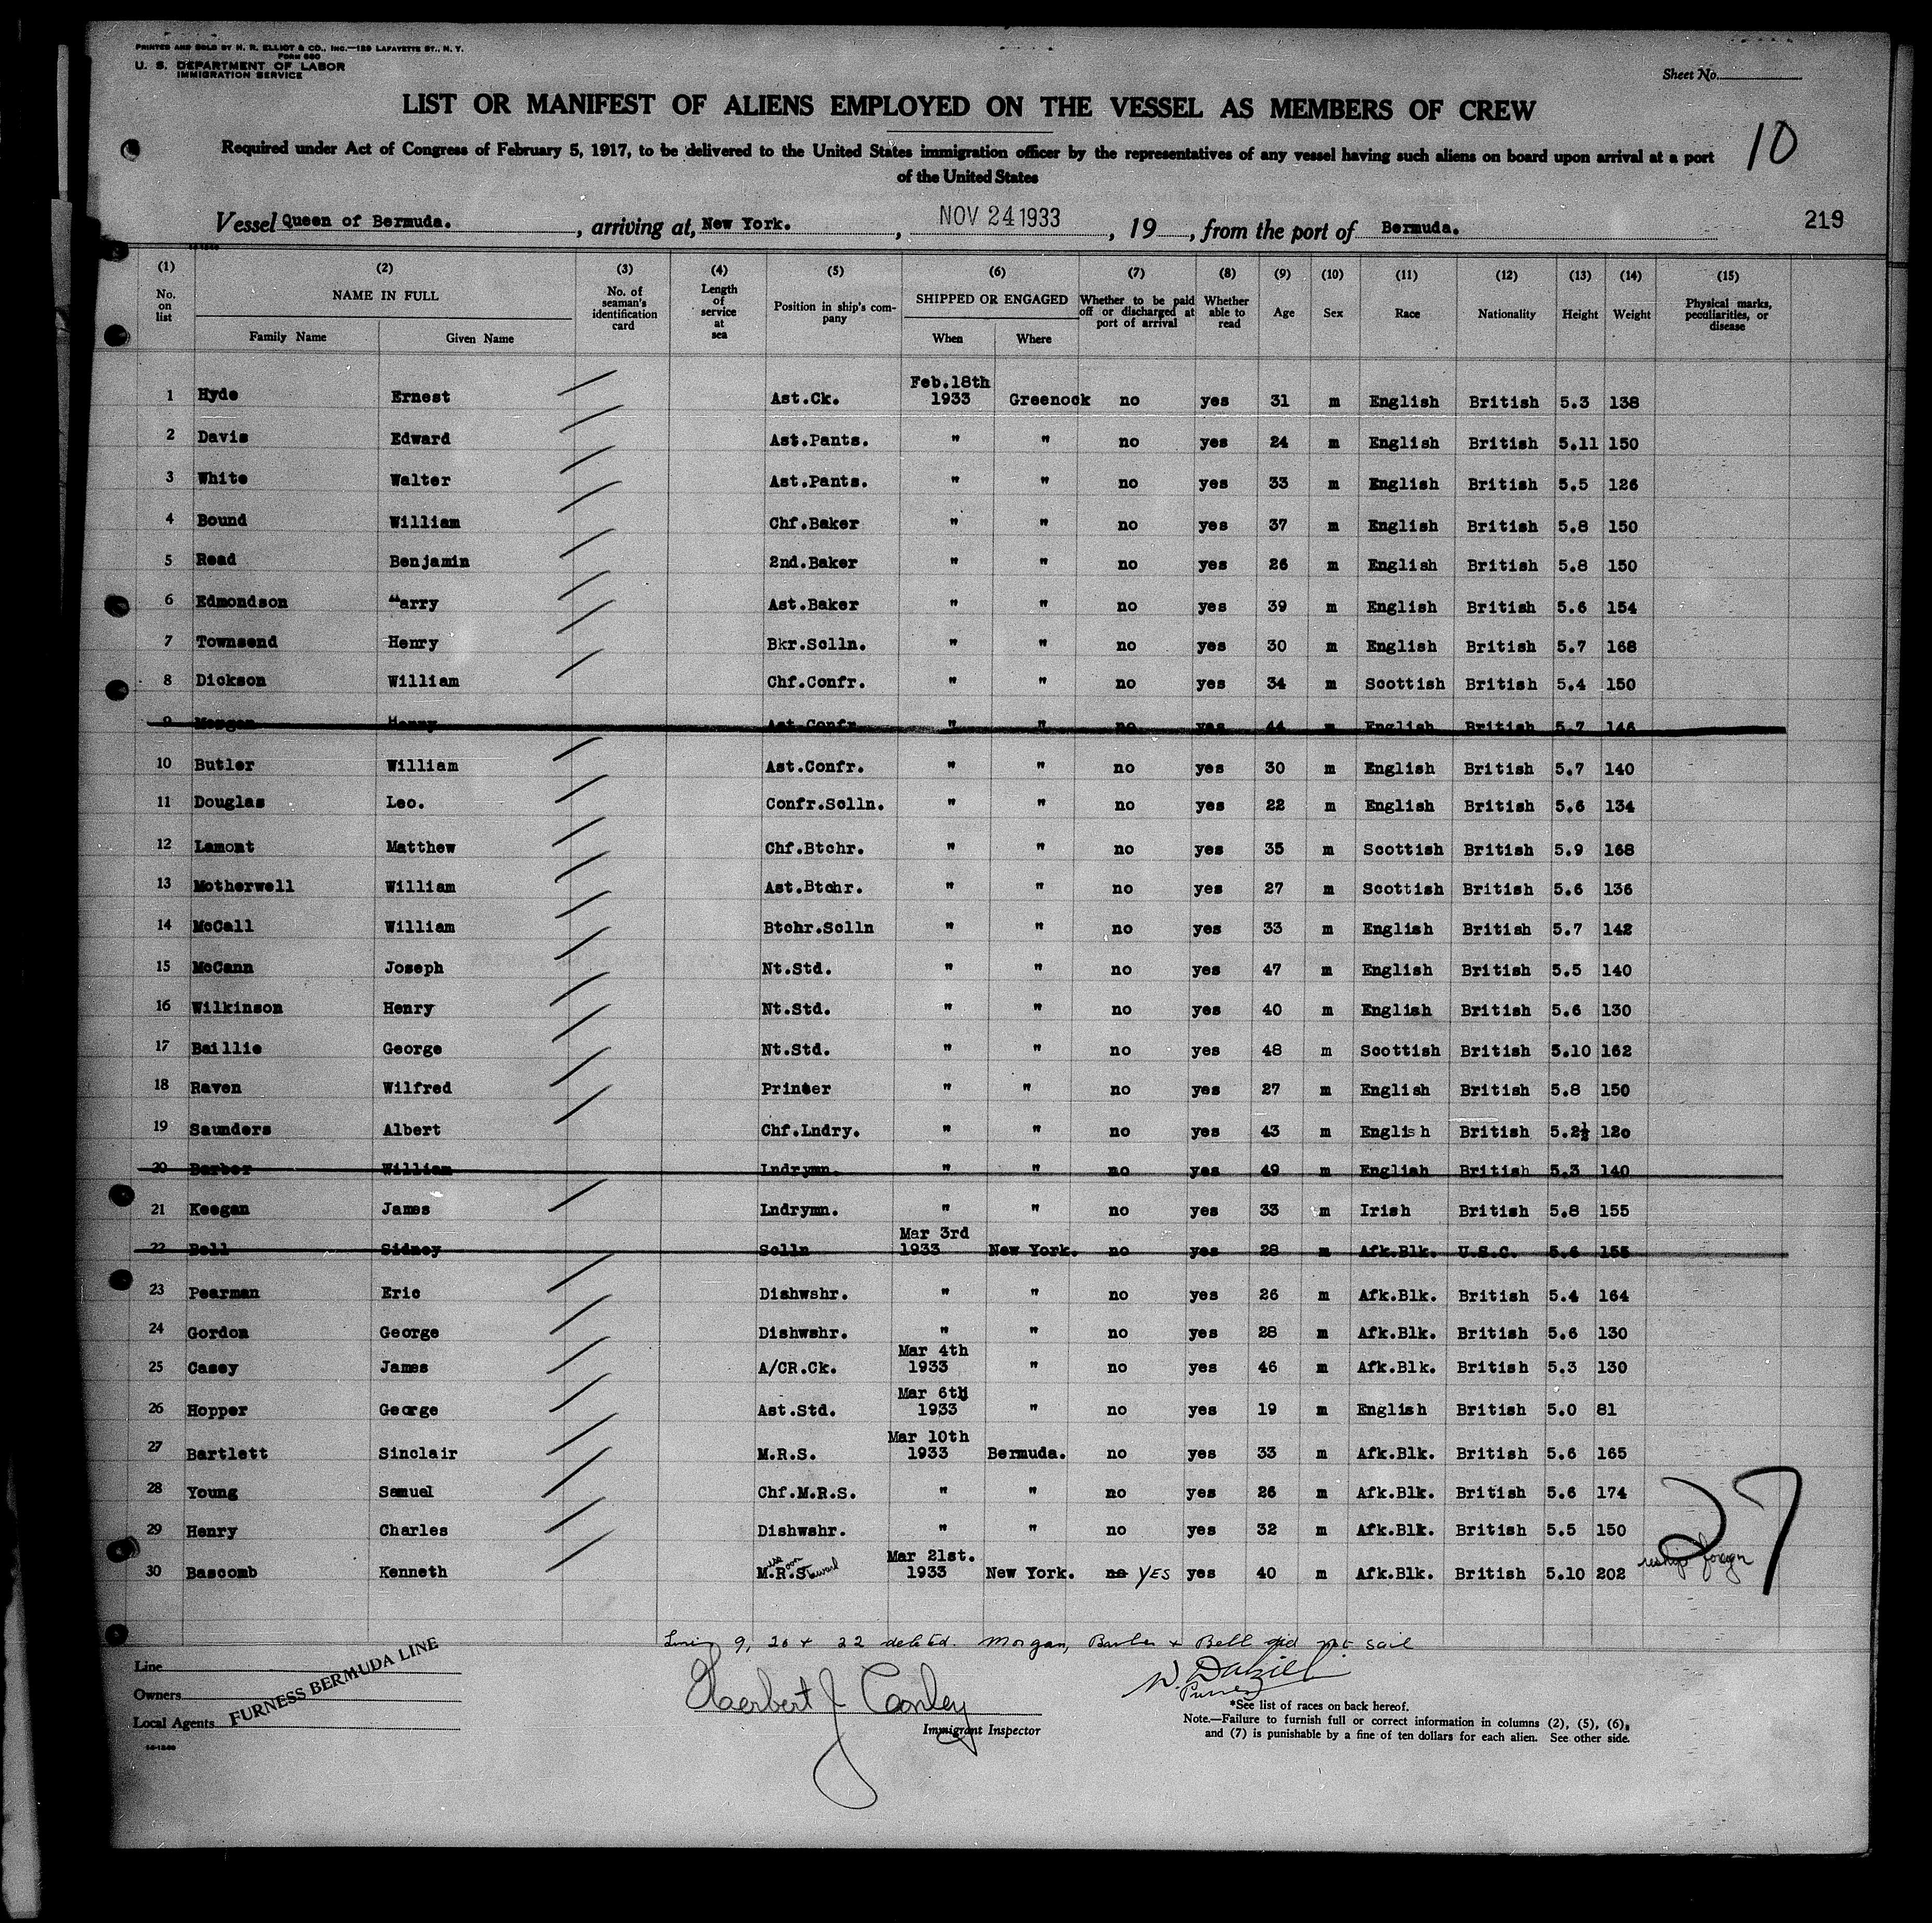 PRINTED AND SOLD BY N. R. ELLIOT & CO., INC.—129 LAFAYETTE ST., N. Y.
FORM 680
U. S. DEPARTMENT OF LABOR
IMMIGRATION SERVICE
Sheet No.
LIST OR MANIFEST OF ALIENS EMPLOYED ON THE VESSEL AS MEMBERS OF CREW
10
Required under Act of Congress of February 5, 1917, to be delivered to the United States immigration officer by the representatives of any vessel having such aliens on board upon arrival at a port
of the United States
Vessel Queen of Bermuda. , arriving at, New York. , NOV 24 1933 , 19 , from the port of Bermuda. 219
(1) (2) (3) (4) (5) (6) (7) (8) (9) (10) (11) (12) (13) (14) (15)
No. on list NAME IN FULL Family Name Given Name No. of seaman's identification card Length of service at sea Position in ship's company SHIPPED OR ENGAGED When Where Whether to be paid off or discharged at port of arrival Whether able to read Age Sex Race Nationality Height Weight Physical marks, peculiarities, or disease
1 Hyde Ernest Ast.Ck. Feb.18th 1933 Greenock no yes 31 m English British 5.3 138
2 Davis Edward Ast.Pants. " " no yes 24 m English British 5.11 150
3 White Walter Ast.Pants. " " no yes 33 m English British 5.5 126
4 Bound William Chf.Baker " " no yes 37 m English British 5.8 150
5 Read Benjamin 2nd.Baker " " no yes 26 m English British 5.8 150
6 Edmondson "arry Ast.Baker " " no yes 39 m English British 5.6 154
7 Townsend Henry Bkr.Sclln. " " no yes 30 m English British 5.7 168
8 Dickson William Chf.Confr. " " no yes 34 m Scottish British 5.4 150
9 Morgan Henry Ast.Confr. " " no yes 44 m English British 5.7 146
10 Butler William Ast.Confr. " " no yes 30 m English British 5.7 140
11 Douglas Leo. Confr.Sclln. " " no yes 22 m English British 5.6 134
12 Lamont Matthew Chf.Btchr. " " no yes 35 m Scottish British 5.9 168
13 Motherwell William Ast.Btchr. " " no yes 27 m Scottish British 5.6 136
14 McCall William Btchr.Sclln " " no yes 33 m English British 5.7 142
15 McCann Joseph Nt.Std. " " no yes 47 m English British 5.5 140
16 Wilkinson Henry Nt.Std. " " no yes 40 m English British 5.6 130
17 Baillie George Nt.Std. " " no yes 48 m Scottish British 5.10 162
18 Raven Wilfred Printer " " no yes 27 m English British 5.8 150
19 Saunders Albert Chf.Lndry. " " no yes 43 m English British 5.2½ 120
20 Barber William Lndrymn. " " no yes 49 m English British 5.3 140
21 Keegan James Lndrymn. " " no yes 33 m Irish British 5.8 155
22 Bell Sidney Sclln Mar 3rd 1933 New York. no yes 28 m Afk.Blk. U.S.C. 5.6 155
23 Pearman Eric Dishwshr. " " no yes 26 m Afk.Blk. British 5.4 164
24 Gordon George Dishwshr. " " no yes 28 m Afk.Blk. British 5.6 130
25 Casey James A/CR.Ck. Mar 4th 1933 " no yes 46 m Afk.Blk. British 5.3 130
26 Hopper George Ast.Std. Mar 6th 1933 " no yes 19 m English British 5.0 81
27 Bartlett Sinclair M.R.S. Mar 10th 1933 Bermuda. no yes 33 m Afk.Blk. British 5.6 165
28 Young Samuel Chf.M.R.S. " " no yes 26 m Afk.Blk. British 5.6 174
29 Henry Charles Dishwshr. " " no yes 32 m Afk.Blk. British 5.5 150
30 Bascomb Kenneth M.R.S. Mar 21st. 1933 New York. no YES yes 40 m Afk.Blk. British 5.10 202 reship foreign
27
9, 20 + 22 deleted. Morgan, Barber + Bell did not sail
Line
Owners
Local Agents
FURNESS BERMUDA LINE
Herbert J Conley
Immigrant Inspector
W. Dalziell
Purser
*See list of races on back hereof.
Note.—Failure to furnish full or correct information in columns (2), (5), (6), and (7) is punishable by a fine of ten dollars for each alien. See other side.